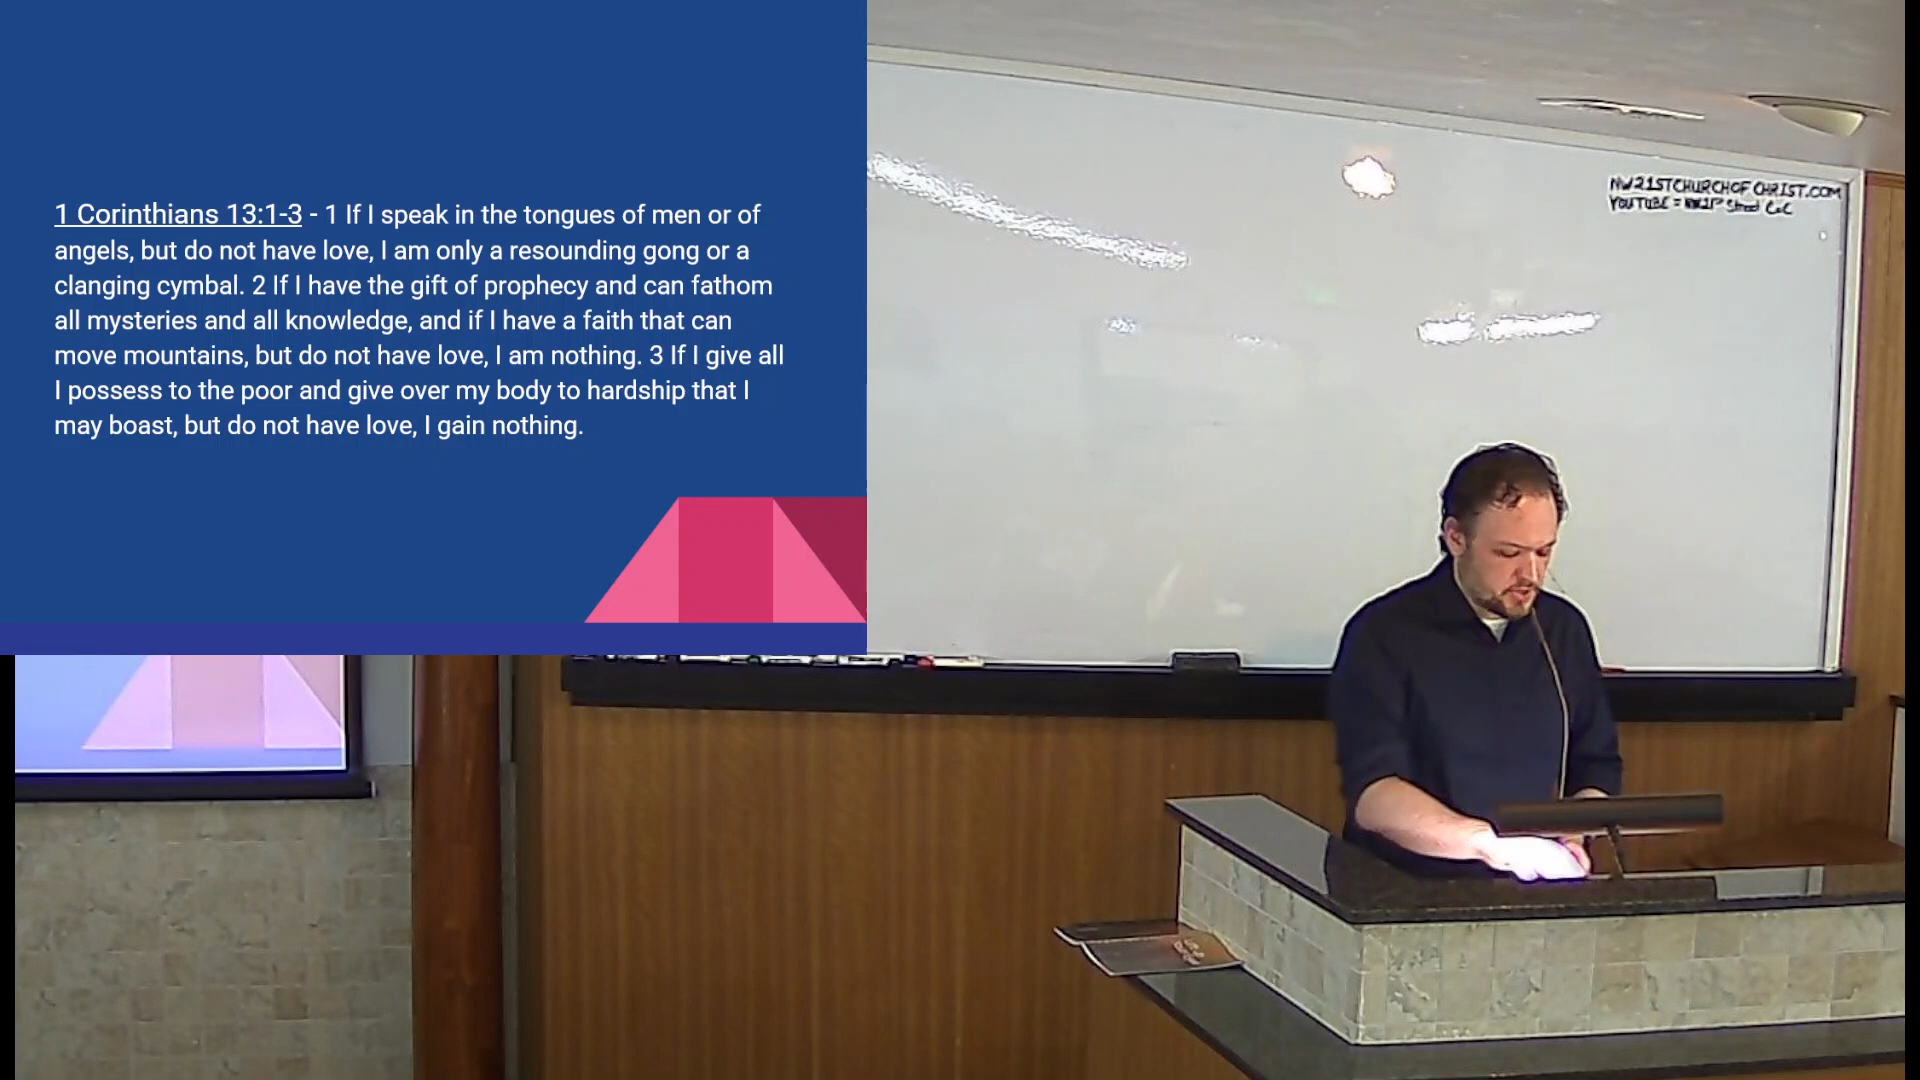 1 Corinthians 13:1-3 - 1 If I speak in the tongues of men or of
angels, but do not have love, I am only a resounding gong or a
clanging cymbal. 2 If I have the gift of prophecy and can fathom
all mysteries and all knowledge, and if I have a faith that can
move mountains, but do not have love, I am nothing. 3 If I give all
I possess to the poor and give over my body to hardship that I
may boast, but do not have love, I gain nothing.
NW21STCHURCHOFCHRIST.COM
YOUTUBE = NW21st Street CoC